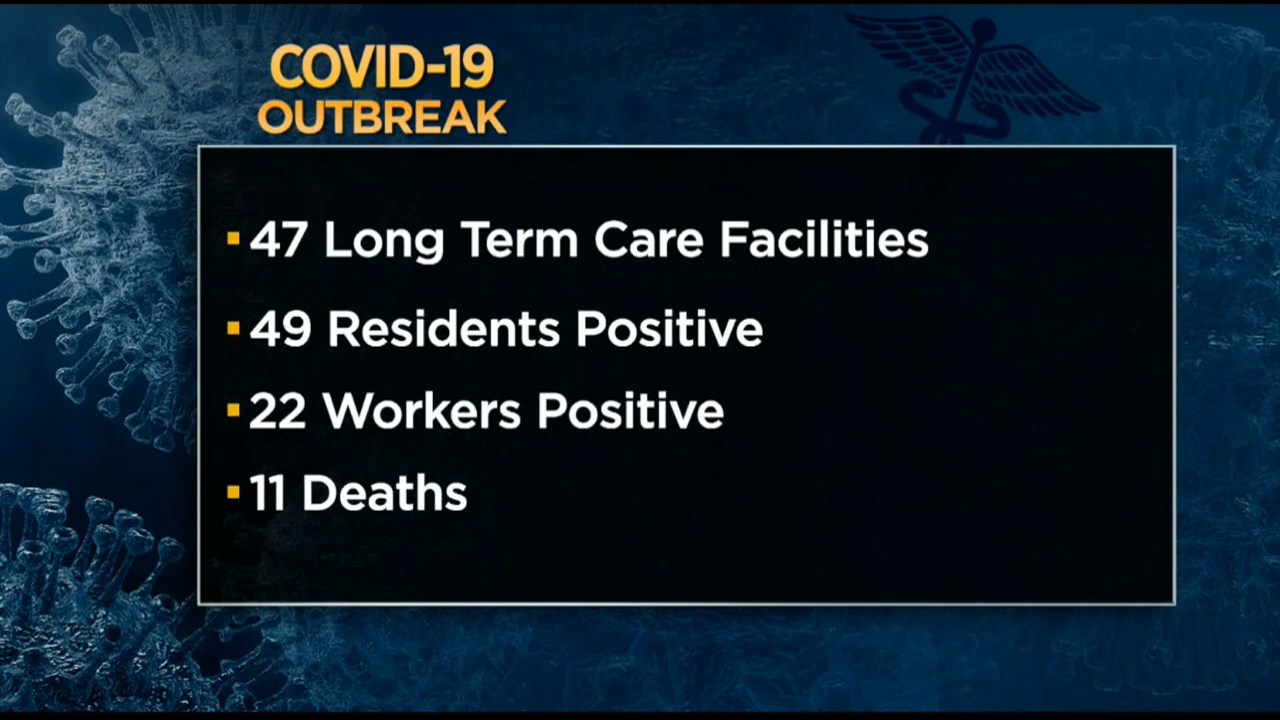 COVID-19
OUTBREAK
▪ 47 Long Term Care Facilities
▪ 49 Residents Positive
▪ 22 Workers Positive
▪ 11 Deaths